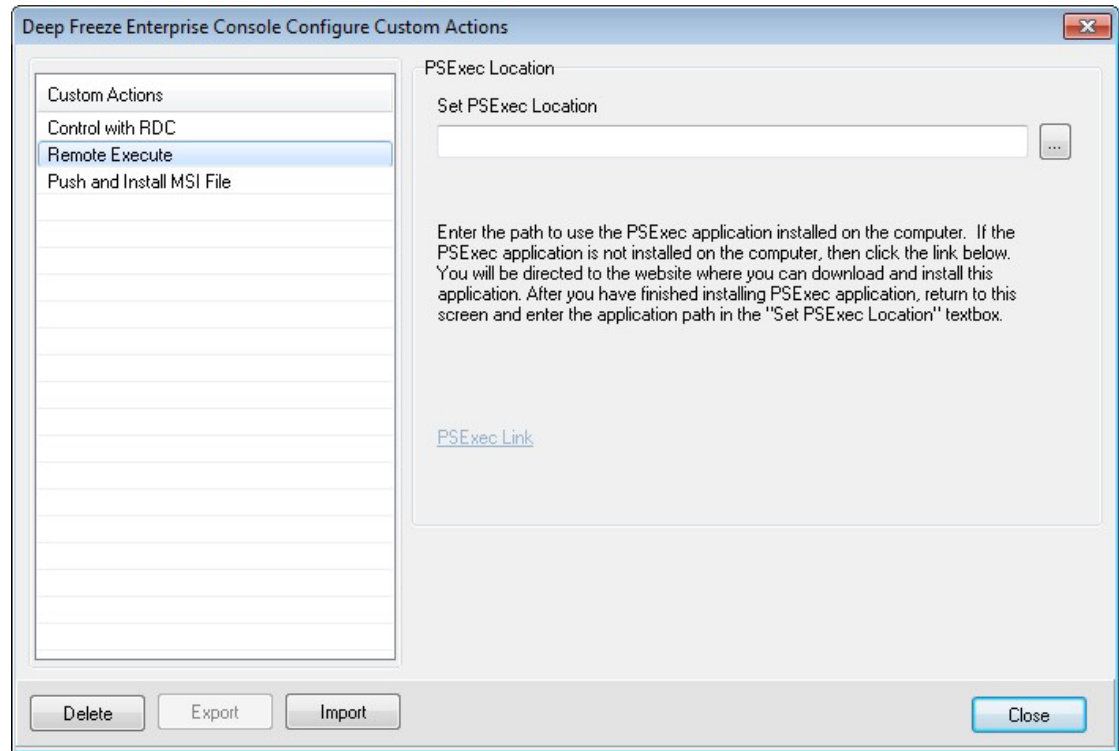 Deep Freeze Enterprise Console Configure Custom Actions
Custom Actions
Control with RDC
Remote Execute
Push and Install MSI File
PSExec Location
Set PSExec Location
...
Enter the path to use the PSExec application installed on the computer.  If the
PSExec application is not installed on the computer, then click the link below.
You will be directed to the website where you can download and install this
application. After you have finished installing PSExec application, return to this
screen and enter the application path in the "Set PSExec Location" textbox.
PSExec Link
Delete
Export
Import
Close